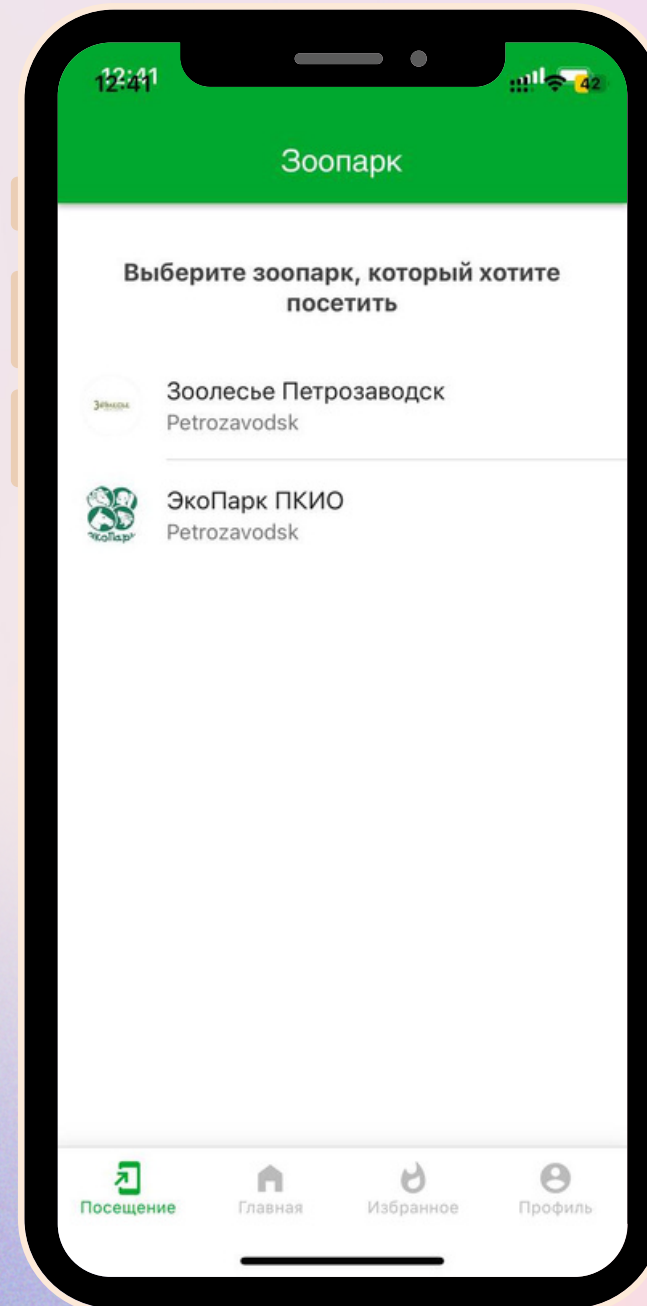 12:41
42
Зоопарк
Выберите зоопарк, который хотите
посетить
Зоолесье Петрозаводск
Petrozavodsk
ЭкоПарк ПКИО
Petrozavodsk
Посещение
Главная
Избранное
Профиль